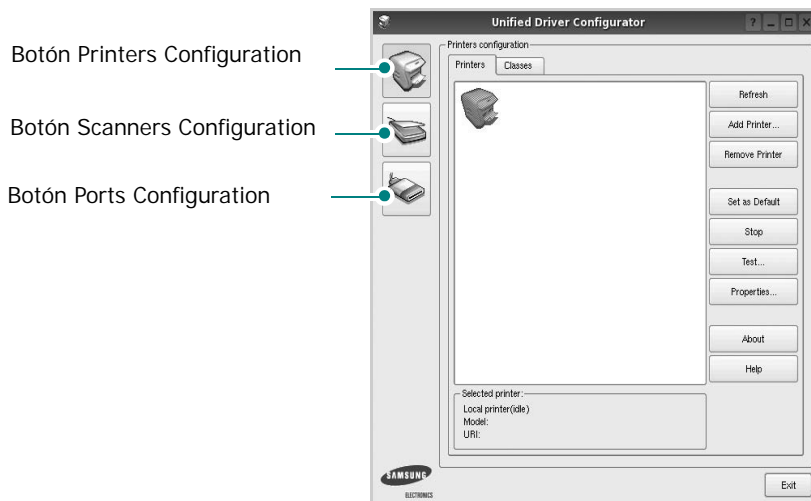 Unified Driver Configurator
Botón Printers Configuration
Botón Scanners Configuration
Botón Ports Configuration
Printers configuration
Printers
Classes
Refresh
Add Printer...
Remove Printer
Set as Default
Stop
Test...
Properties...
About
Help
Selected printer:
Local printer(idle)
Model:
URI:
SAMSUNG
ELECTRONICS
Exit